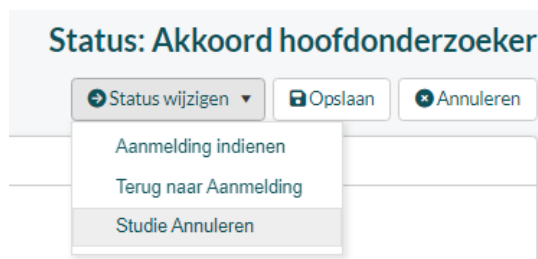 Status: Akkoord hoofdonderzoeker
Status wijzigen Opslaan Annuleren
Aanmelding indienen
Terug naar Aanmelding
Studie Annuleren